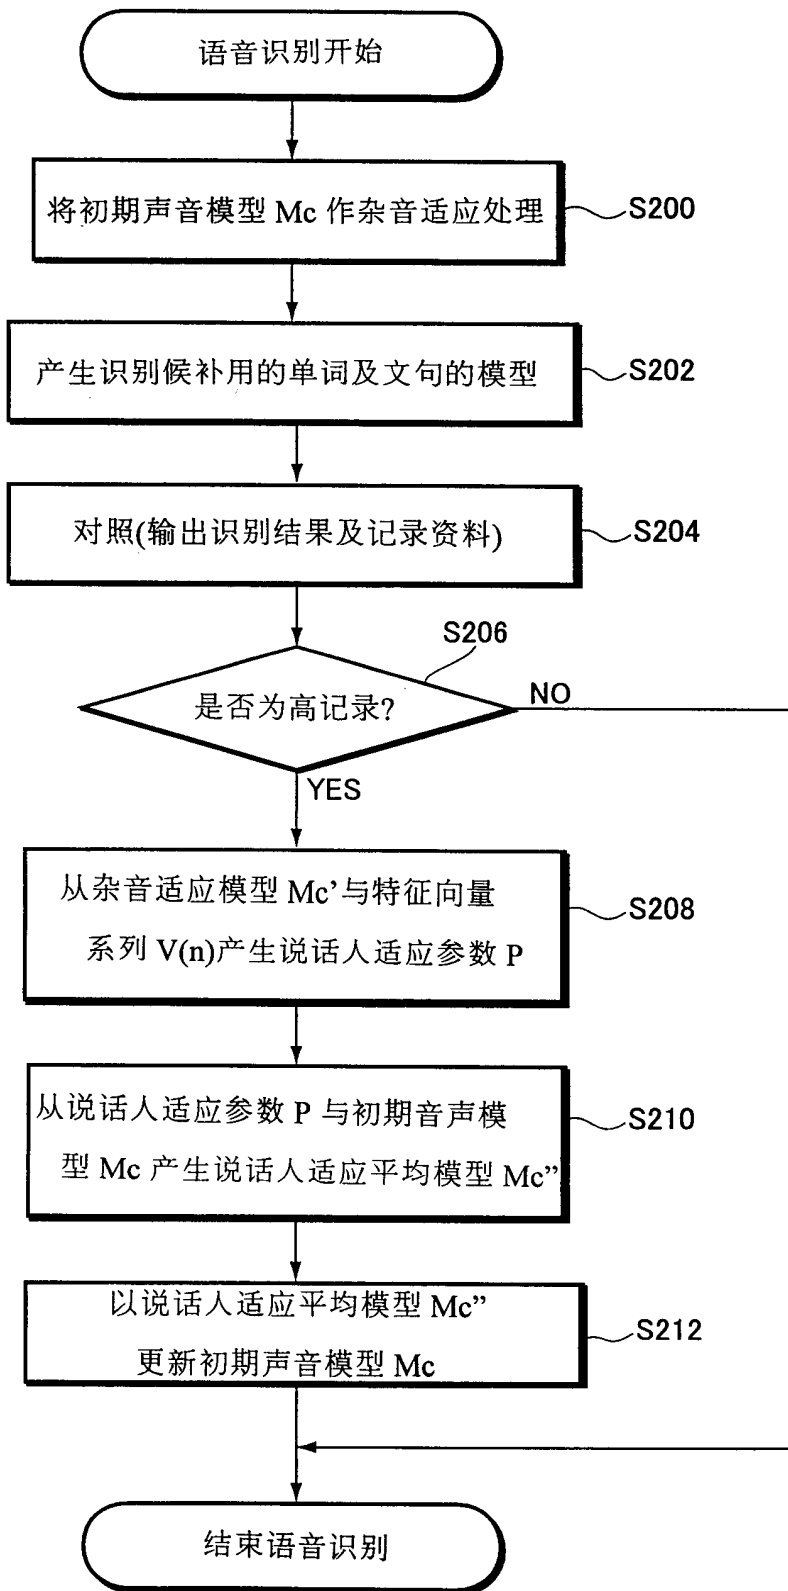 语音识别开始
将初期声音模型 Mc 作杂音适应处理
S200
产生识别候补用的单词及文句的模型
S202
对照(输出识别结果及记录资料)
S204
S206
是否为高记录?
NO
YES
从杂音适应模型 Mc’与特征向量
系列 V(n)产生说话人适应参数 P
S208
从说话人适应参数 P 与初期音声模
型 Mc 产生说话人适应平均模型 Mc”
S210
以说话人适应平均模型 Mc”
更新初期声音模型 Mc
S212
结束语音识别